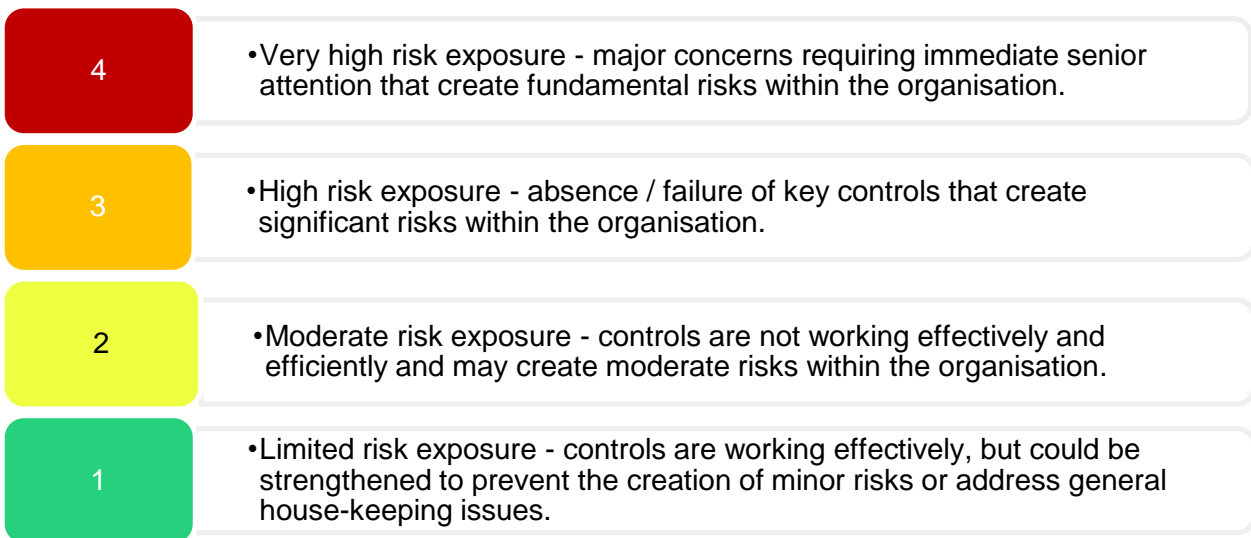 4
•Very high risk exposure - major concerns requiring immediate senior
attention that create fundamental risks within the organisation.
3
•High risk exposure - absence / failure of key controls that create
significant risks within the organisation.
2
•Moderate risk exposure - controls are not working effectively and
efficiently and may create moderate risks within the organisation.
1
•Limited risk exposure - controls are working effectively, but could be
strengthened to prevent the creation of minor risks or address general
house-keeping issues.